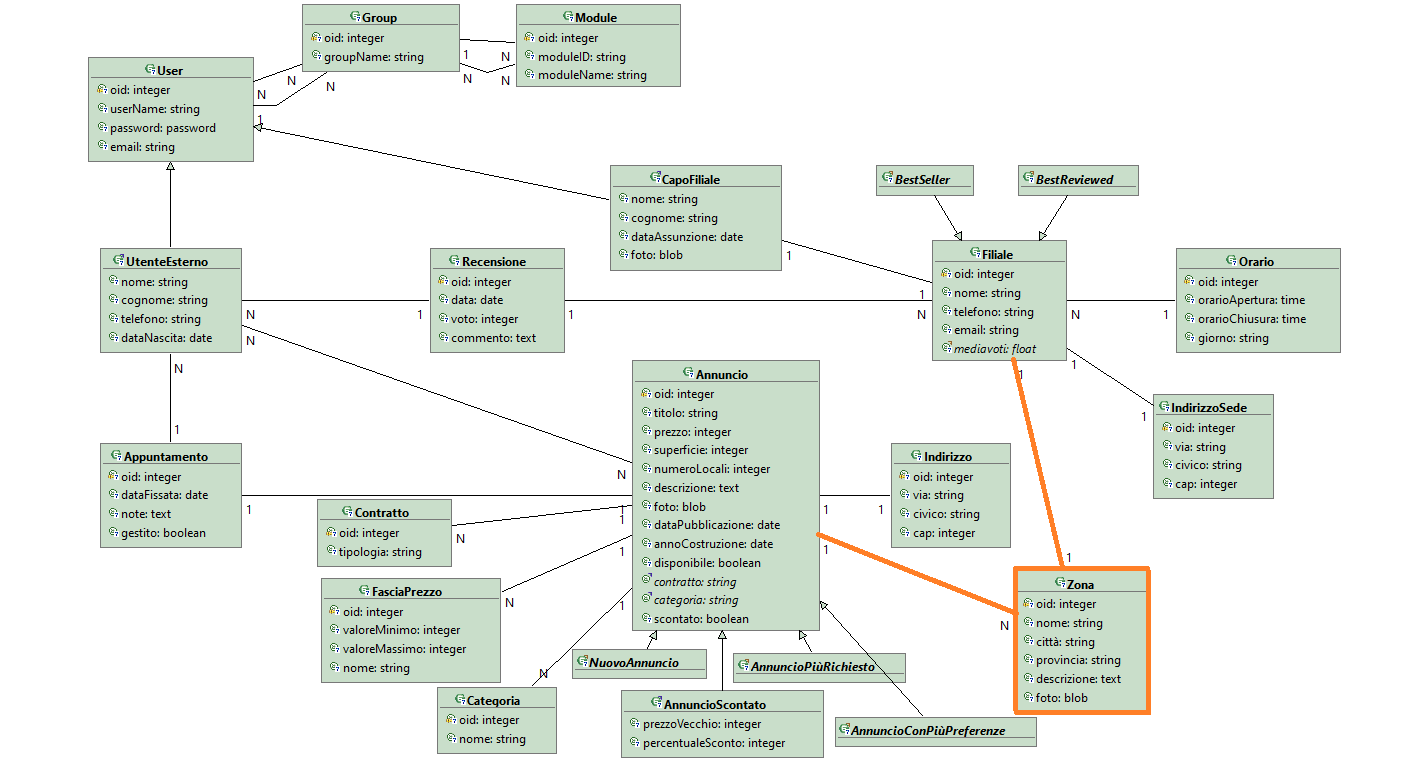 Group
oid: integer
groupName: string
Module
oid: integer
moduleID: string
moduleName: string
1
N
N
N
User
oid: integer
userName: string
password: password
email: string
N
N
N
1
CapoFiliale
nome: string
cognome: string
dataAssunzione: date
foto: blob
1
BestSeller
BestReviewed
Filiale
oid: integer
nome: string
telefono: string
email: string
mediavoti: float
1
N
N
1
1
Orario
oid: integer
orarioApertura: time
orarioChiusura: time
giorno: string
1
UtenteEsterno
nome: string
cognome: string
telefono: string
dataNascita: date
N
N
N
Recensione
oid: integer
data: date
voto: integer
commento: text
1
1
IndirizzoSede
oid: integer
via: string
civico: string
cap: integer
1
Annuncio
oid: integer
titolo: string
prezzo: integer
superficie: integer
numeroLocali: integer
descrizione: text
foto: blob
dataPubblicazione: date
annoCostruzione: date
disponibile: boolean
contratto: string
categoria: string
scontato: boolean
N
1
1
1
1
1
1
Appuntamento
oid: integer
dataFissata: date
note: text
gestito: boolean
1
1
Indirizzo
oid: integer
via: string
civico: string
cap: integer
1
Contratto
oid: integer
tipologia: string
N
FasciaPrezzo
oid: integer
valoreMinimo: integer
valoreMassimo: integer
nome: string
N
Zona
oid: integer
nome: string
città: string
provincia: string
descrizione: text
foto: blob
1
N
NuovoAnnuncio
AnnuncioPiùRichiesto
Categoria
oid: integer
nome: string
N
AnnuncioScontato
prezzoVecchio: integer
percentualeSconto: integer
AnnuncioConPiùPreferenze